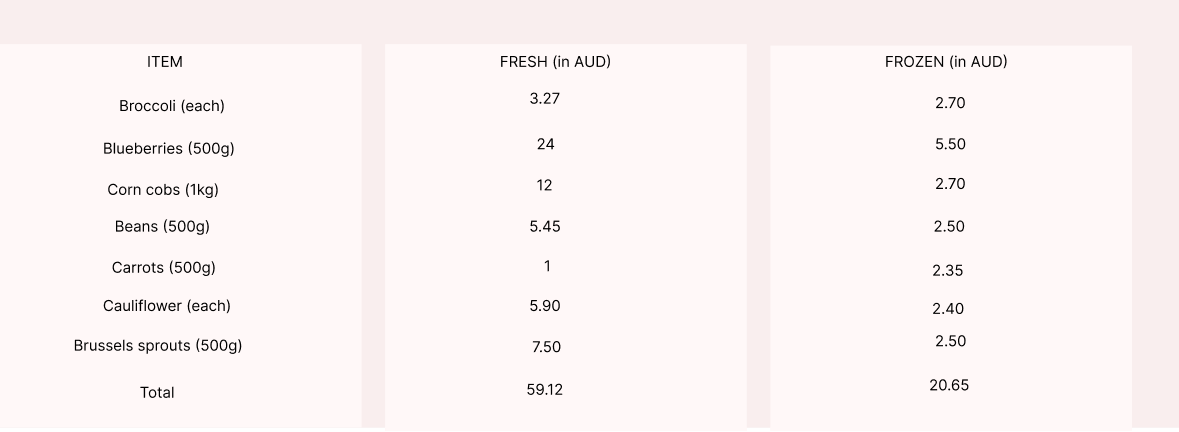 ITEM FRESH (in AUD) FROZEN (in AUD)
Broccoli (each) 3.27 2.70
Blueberries (500g) 24 5.50
Corn cobs (1kg) 12 2.70
Beans (500g) 5.45 2.50
Carrots (500g) 1 2.35
Cauliflower (each) 5.90 2.40
Brussels sprouts (500g) 7.50 2.50
Total 59.12 20.65